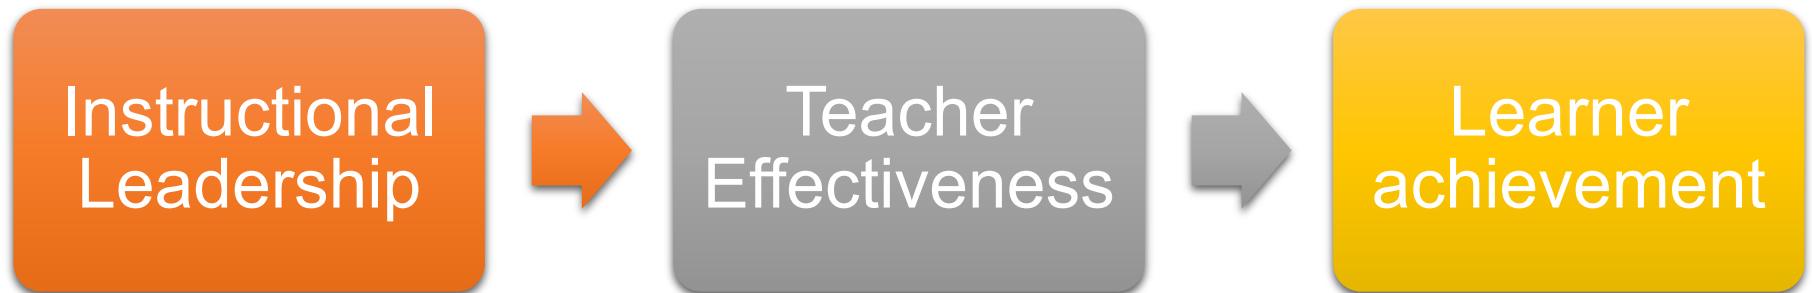 Instructional
Leadership
Teacher
Effectiveness
Learner
achievement